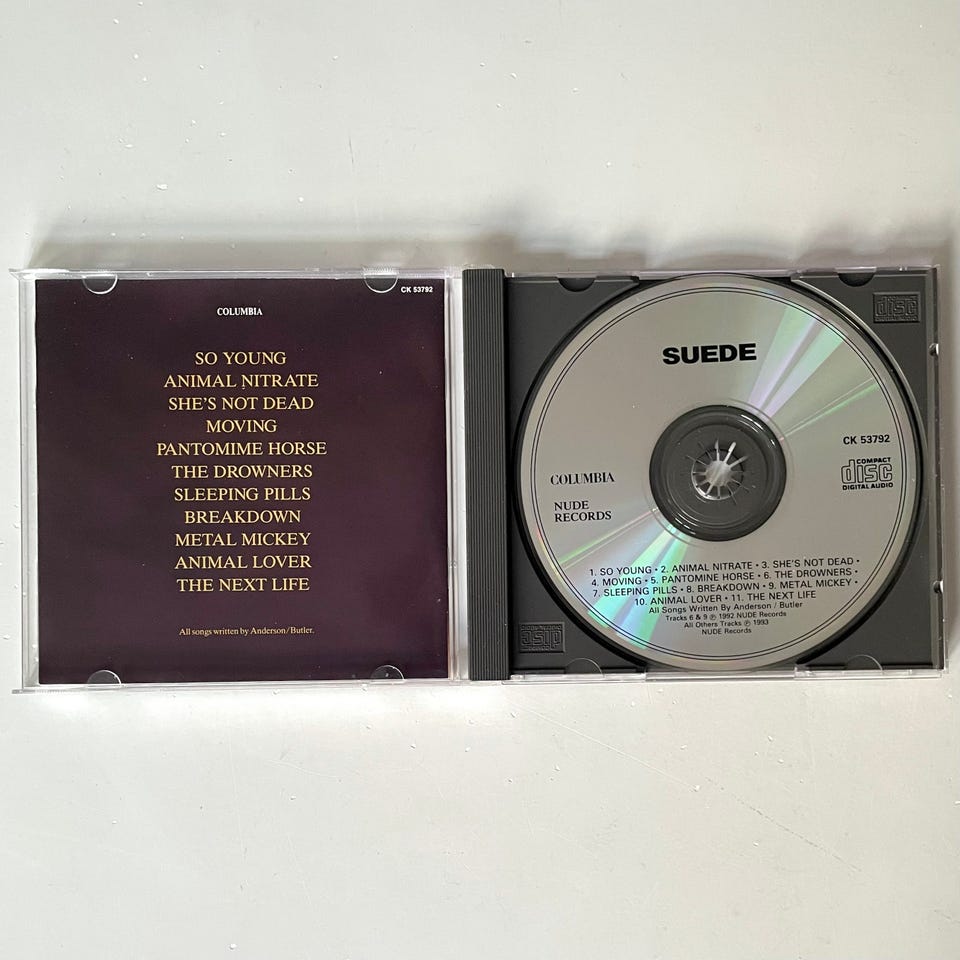 CK 53792
COLUMBIA
SO YOUNG
ANIMAL NITRATE
SHE'S NOT DEAD
MOVING
PANTOMIME HORSE
THE DROWNERS
SLEEPING PILLS
BREAKDOWN
METAL MICKEY
ANIMAL LOVER
THE NEXT LIFE
All songs written by Anderson/Butler.
disc
SUEDE
CK 53792
COMPACT
disc
DIGITAL AUDIO
COLUMBIA
NUDE
RECORDS
1. SO YOUNG • 2. ANIMAL NITRATE • 3. SHE'S NOT DEAD •
4. MOVING • 5. PANTOMINE HORSE • 6. THE DROWNERS •
7. SLEEPING PILLS • 8. BREAKDOWN • 9. METAL MICKEY •
10. ANIMAL LOVER • 11. THE NEXT LIFE
All Songs Written By Anderson / Butler
Tracks 6 & 9 ℗ 1992 NUDE Records
All Others Tracks ℗ 1993
NUDE Records
disc